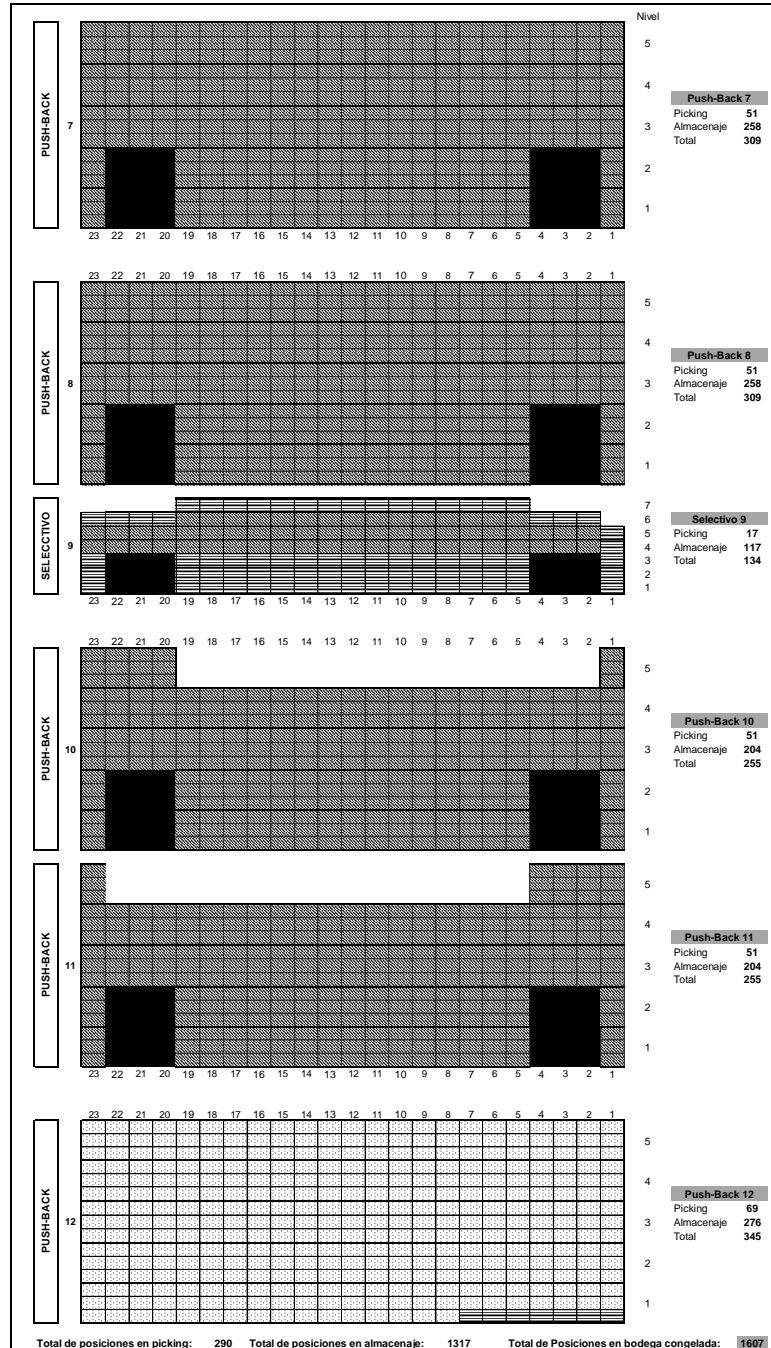 Nivel
PUSH-BACK
7
5
4
3
2
1
Push-Back 7
Picking 51
Almacenaje 258
Total 309
23 22 21 20 19 18 17 16 15 14 13 12 11 10 9 8 7 6 5 4 3 2 1
23 22 21 20 19 18 17 16 15 14 13 12 11 10 9 8 7 6 5 4 3 2 1
PUSH-BACK
8
5
4
3
2
1
Push-Back 8
Picking 51
Almacenaje 258
Total 309
SELECCTIVO
9
7
6
5
4
3
2
1
Selectivo 9
Picking 17
Almacenaje 117
Total 134
23 22 21 20 19 18 17 16 15 14 13 12 11 10 9 8 7 6 5 4 3 2 1
23 22 21 20 19 18 17 16 15 14 13 12 11 10 9 8 7 6 5 4 3 2 1
PUSH-BACK
10
5
4
3
2
1
Push-Back 10
Picking 51
Almacenaje 204
Total 255
PUSH-BACK
11
5
4
3
2
1
Push-Back 11
Picking 51
Almacenaje 204
Total 255
23 22 21 20 19 18 17 16 15 14 13 12 11 10 9 8 7 6 5 4 3 2 1
23 22 21 20 19 18 17 16 15 14 13 12 11 10 9 8 7 6 5 4 3 2 1
PUSH-BACK
12
5
4
3
2
1
Push-Back 12
Picking 69
Almacenaje 276
Total 345
Total de posiciones en picking: 290 Total de posiciones en almacenaje: 1317 Total de Posiciones en bodega congelada: 1607